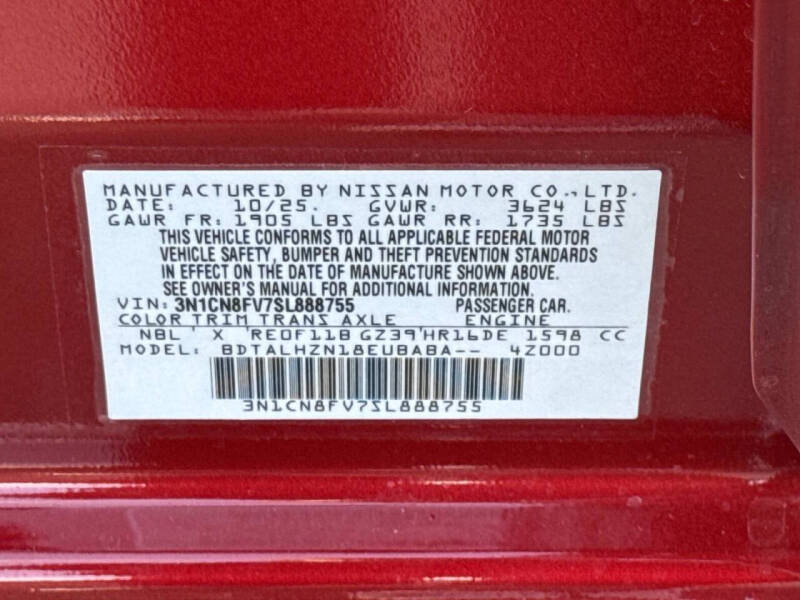 MANUFACTURED BY NISSAN MOTOR CO., LTD.
DATE: 10/25. GVWR: 3624 LBS
GAWR FR: 1905 LBS GAWR RR: 1735 LBS
THIS VEHICLE CONFORMS TO ALL APPLICABLE FEDERAL MOTOR
VEHICLE SAFETY, BUMPER AND THEFT PREVENTION STANDARDS
IN EFFECT ON THE DATE OF MANUFACTURE SHOWN ABOVE.
SEE OWNER'S MANUAL FOR ADDITIONAL INFORMATION.
VIN: 3N1CN8FV7SL888755 PASSENGER CAR.
COLOR TRIM TRANS AXLE ENGINE
NBL X RE0F11B GZ39 HR16DE 1598 CC
MODEL: BDTALHZN18EUBABA-- 4Z000
3N1CN8FV7SL888755